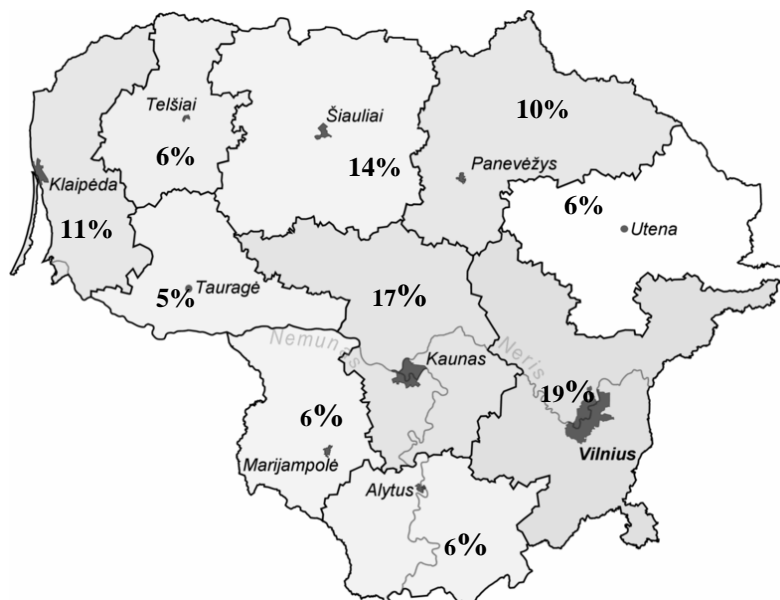 10%
Telšiai
Šiauliai
6%
14%
Panevėžys
Klaipėda
6%
Utena
11%
Tauragė
5%
17%
Nemunas
Neris
Kaunas
19%
6%
Vilnius
Marijampolė
Alytus
6%